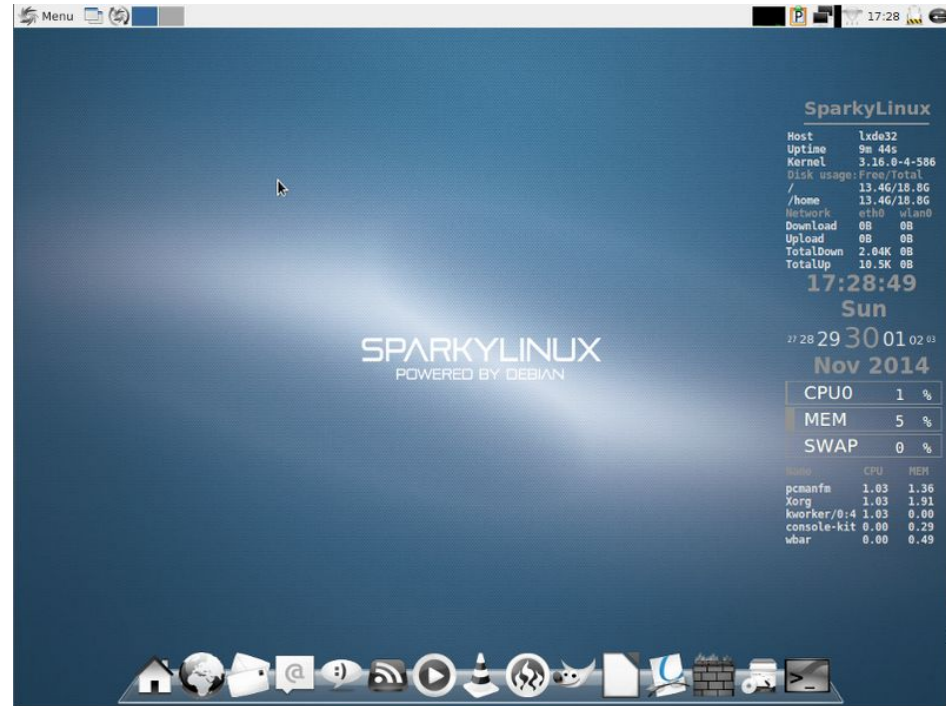 Menu
17:28
SparkyLinux
Host lxde32
Uptime 9m 44s
Kernel 3.16.0-4-586
Disk usage:Free/Total
/ 13.4G/18.8G
/home 13.4G/18.8G
Network eth0 wlan0
Download 0B 0B
Upload 0B 0B
TotalDown 2.04K 0B
TotalUp 10.5K 0B
17:28:49
Sun
27 28 29 30 01 02 03
Nov 2014
CPU0 1 %
MEM 5 %
SWAP 0 %
Name CPU MEM
pcmanfm 1.03 1.36
Xorg 1.03 1.91
kworker/0:4 1.03 0.00
console-kit 0.00 0.29
wbar 0.00 0.49
SPARKYLINUX
POWERED BY DEBIAN